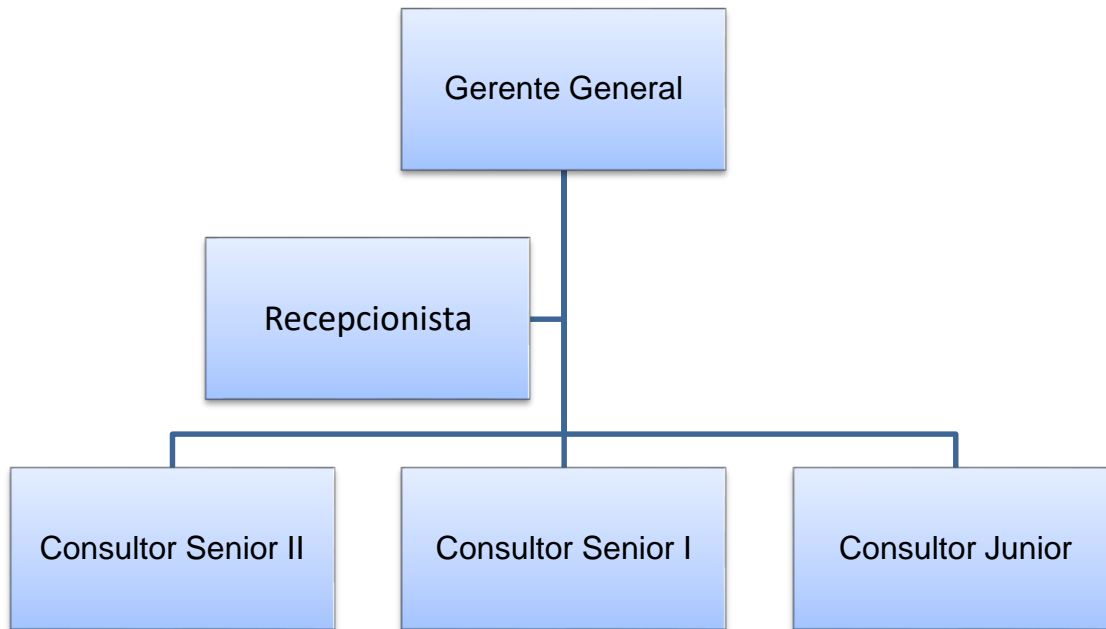 Gerente General
Recepcionista
Consultor Senior II
Consultor Senior I
Consultor Junior